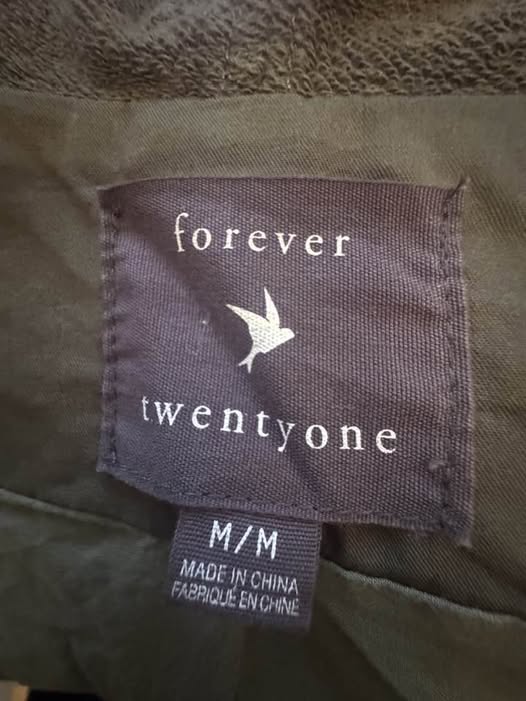 forever
twentyone
M/M
MADE IN CHINA
FABRIQUÉ EN CHINE